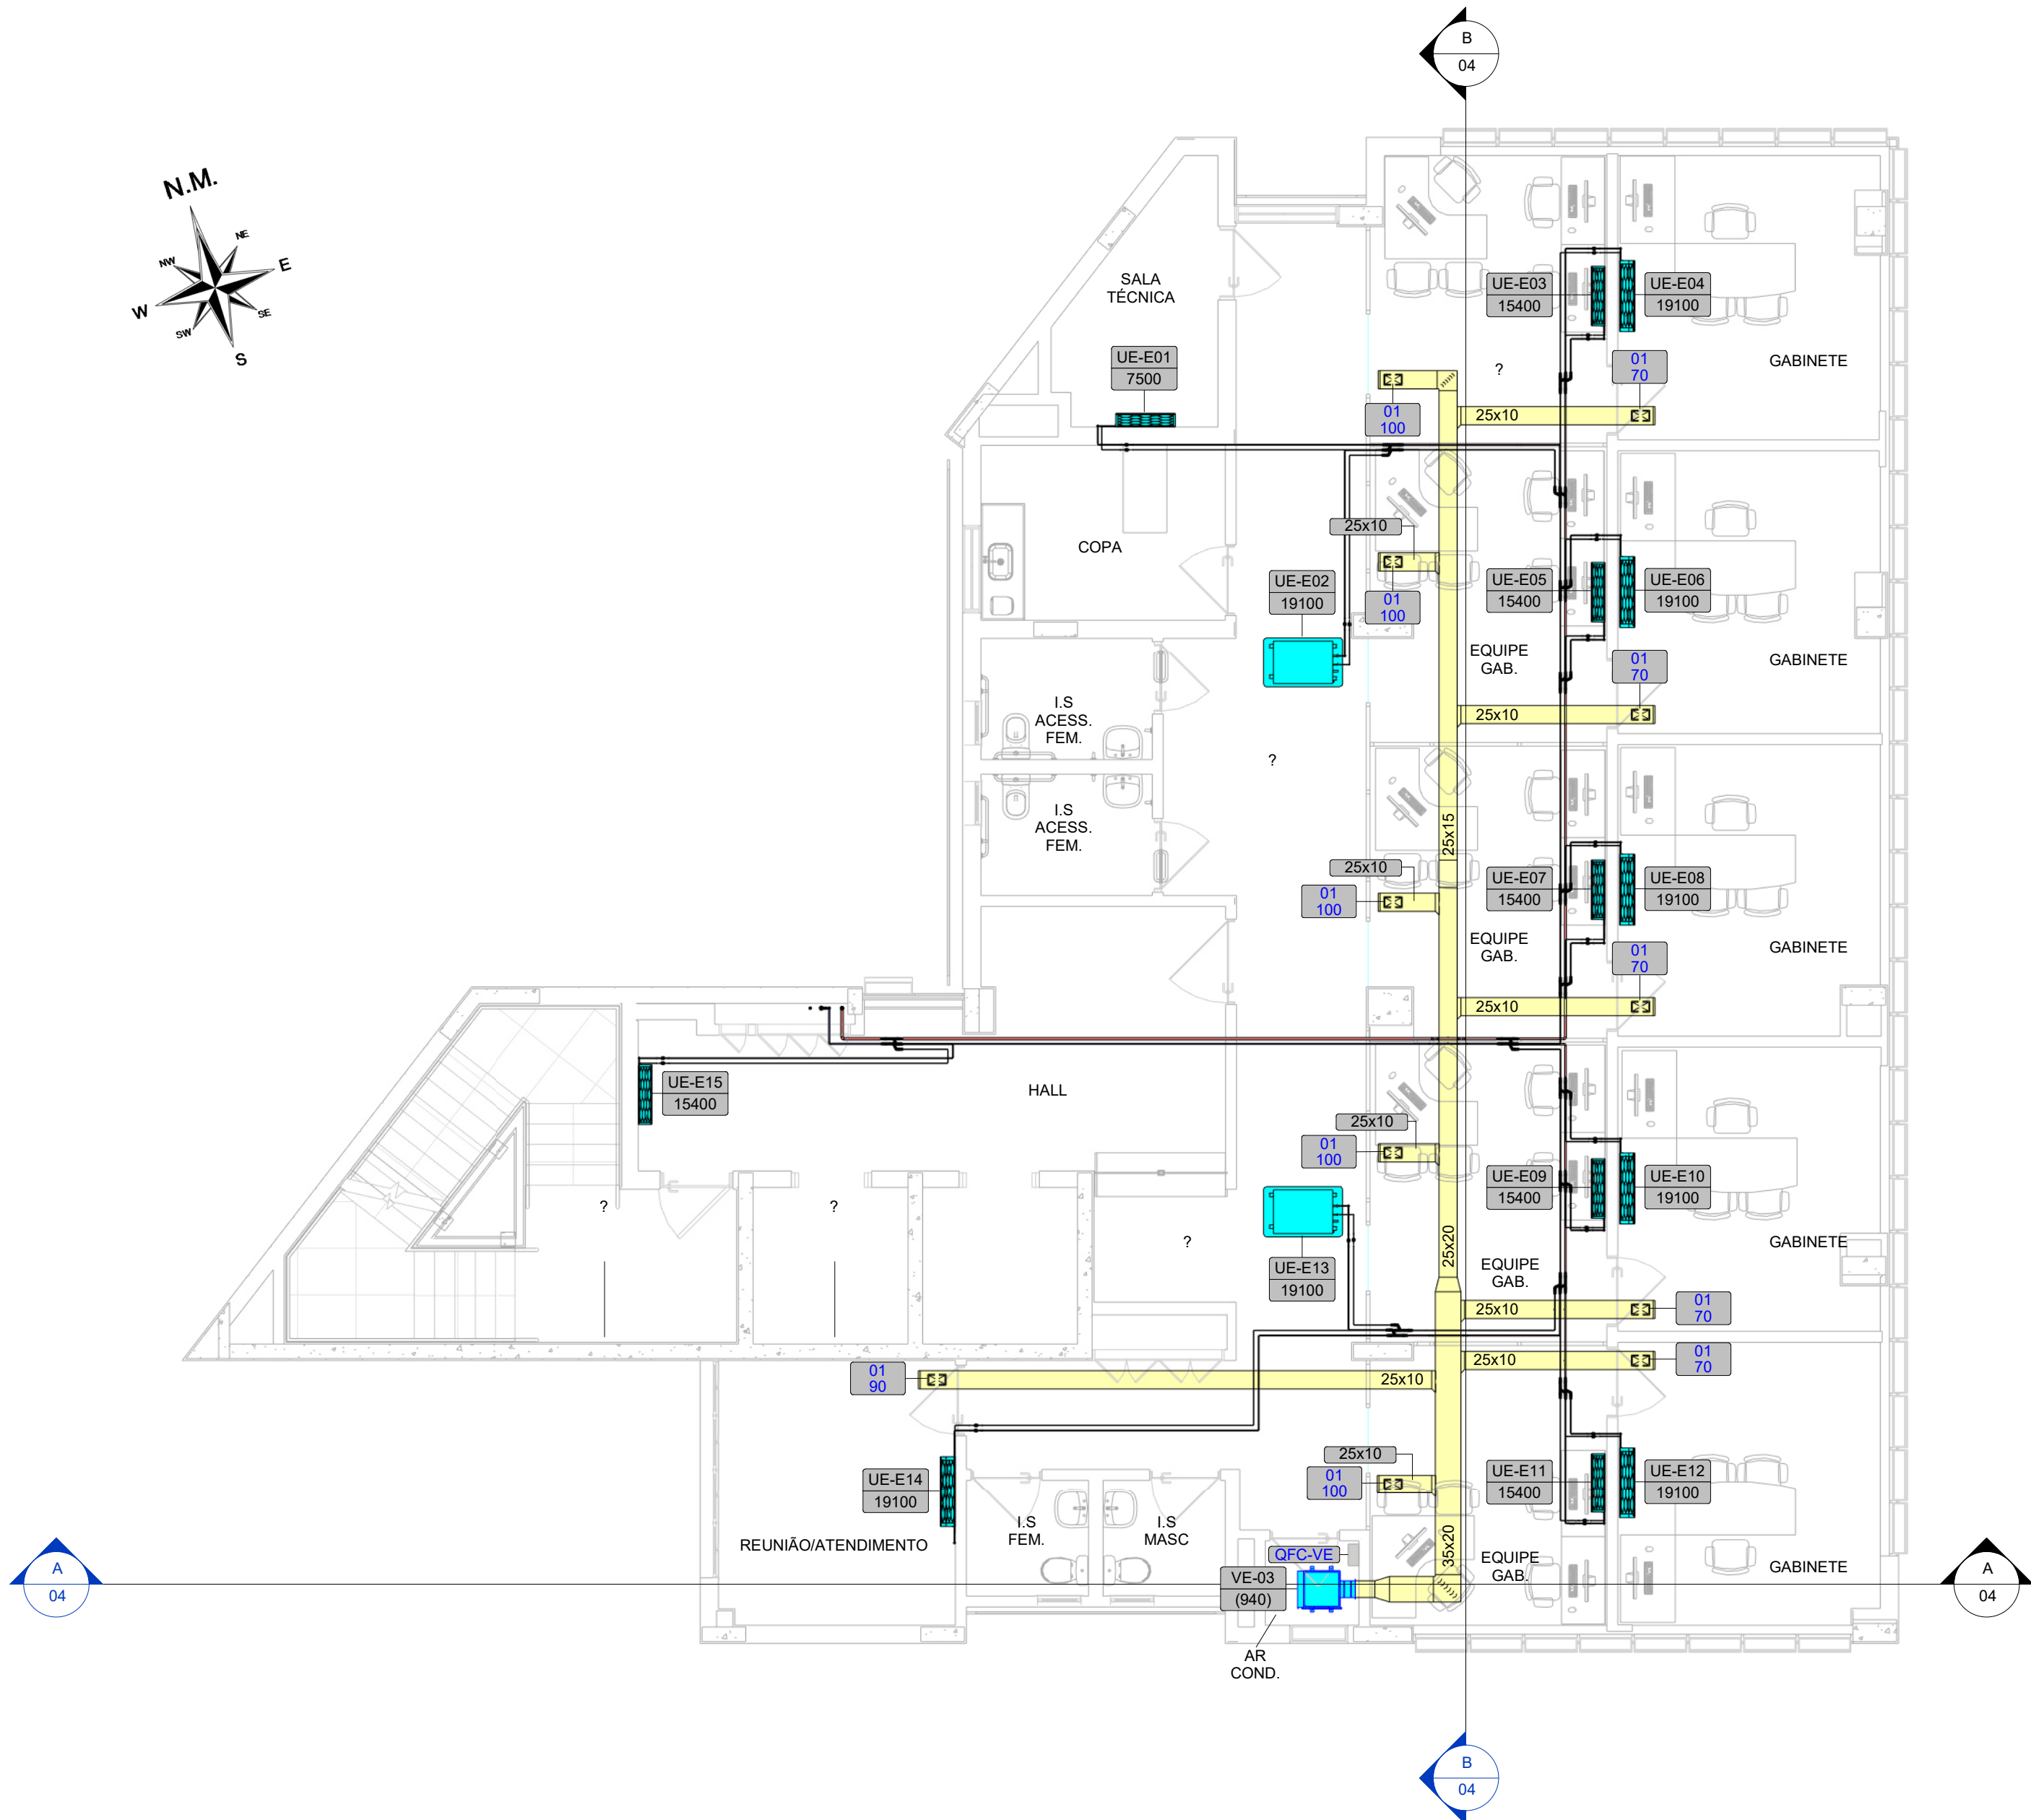 B
04
N.M.
NW
NE
E
W
SW
SE
S
SALA
TÉCNICA
UE-E03
15400
UE-E04
19100
UE-E01
7500
?
01
70
GABINETE
01
100
25x10
25x10
COPA
UE-E02
19100
01
100
UE-E05
15400
UE-E06
19100
EQUIPE
GAB.
01
70
GABINETE
I.S
ACESS.
FEM.
25x10
?
I.S
ACESS.
FEM.
25x15
25x10
UE-E07
15400
UE-E08
19100
01
100
EQUIPE
GAB.
01
70
GABINETE
25x10
UE-E15
15400
HALL
25x10
01
100
UE-E09
15400
UE-E10
19100
?
?
?
25x20
UE-E13
19100
EQUIPE
GAB.
GABINETE
25x10
01
70
25x10
01
70
01
90
25x10
25x10
UE-E14
19100
01
100
UE-E11
15400
UE-E12
19100
REUNIÃO/ATENDIMENTO
I.S
FEM.
I.S
MASC
35x20
QFC-VE
EQUIPE
GAB.
GABINETE
A
04
VE-03
(940)
A
04
AR
COND.
B
04